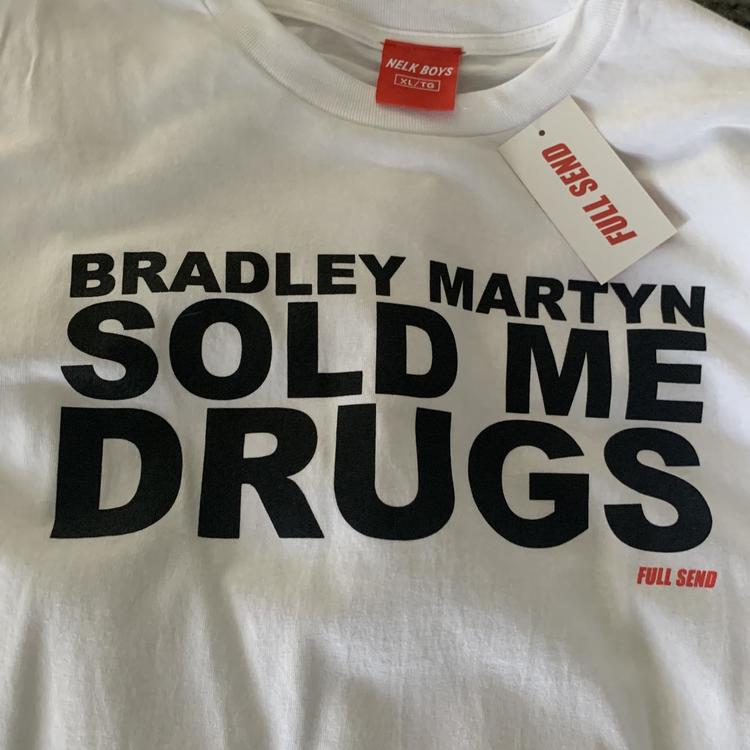 NELK BOYS
XL/TG
FULL SEND
BRADLEY MARTYN
SOLD ME
DRUGS
FULL SEND